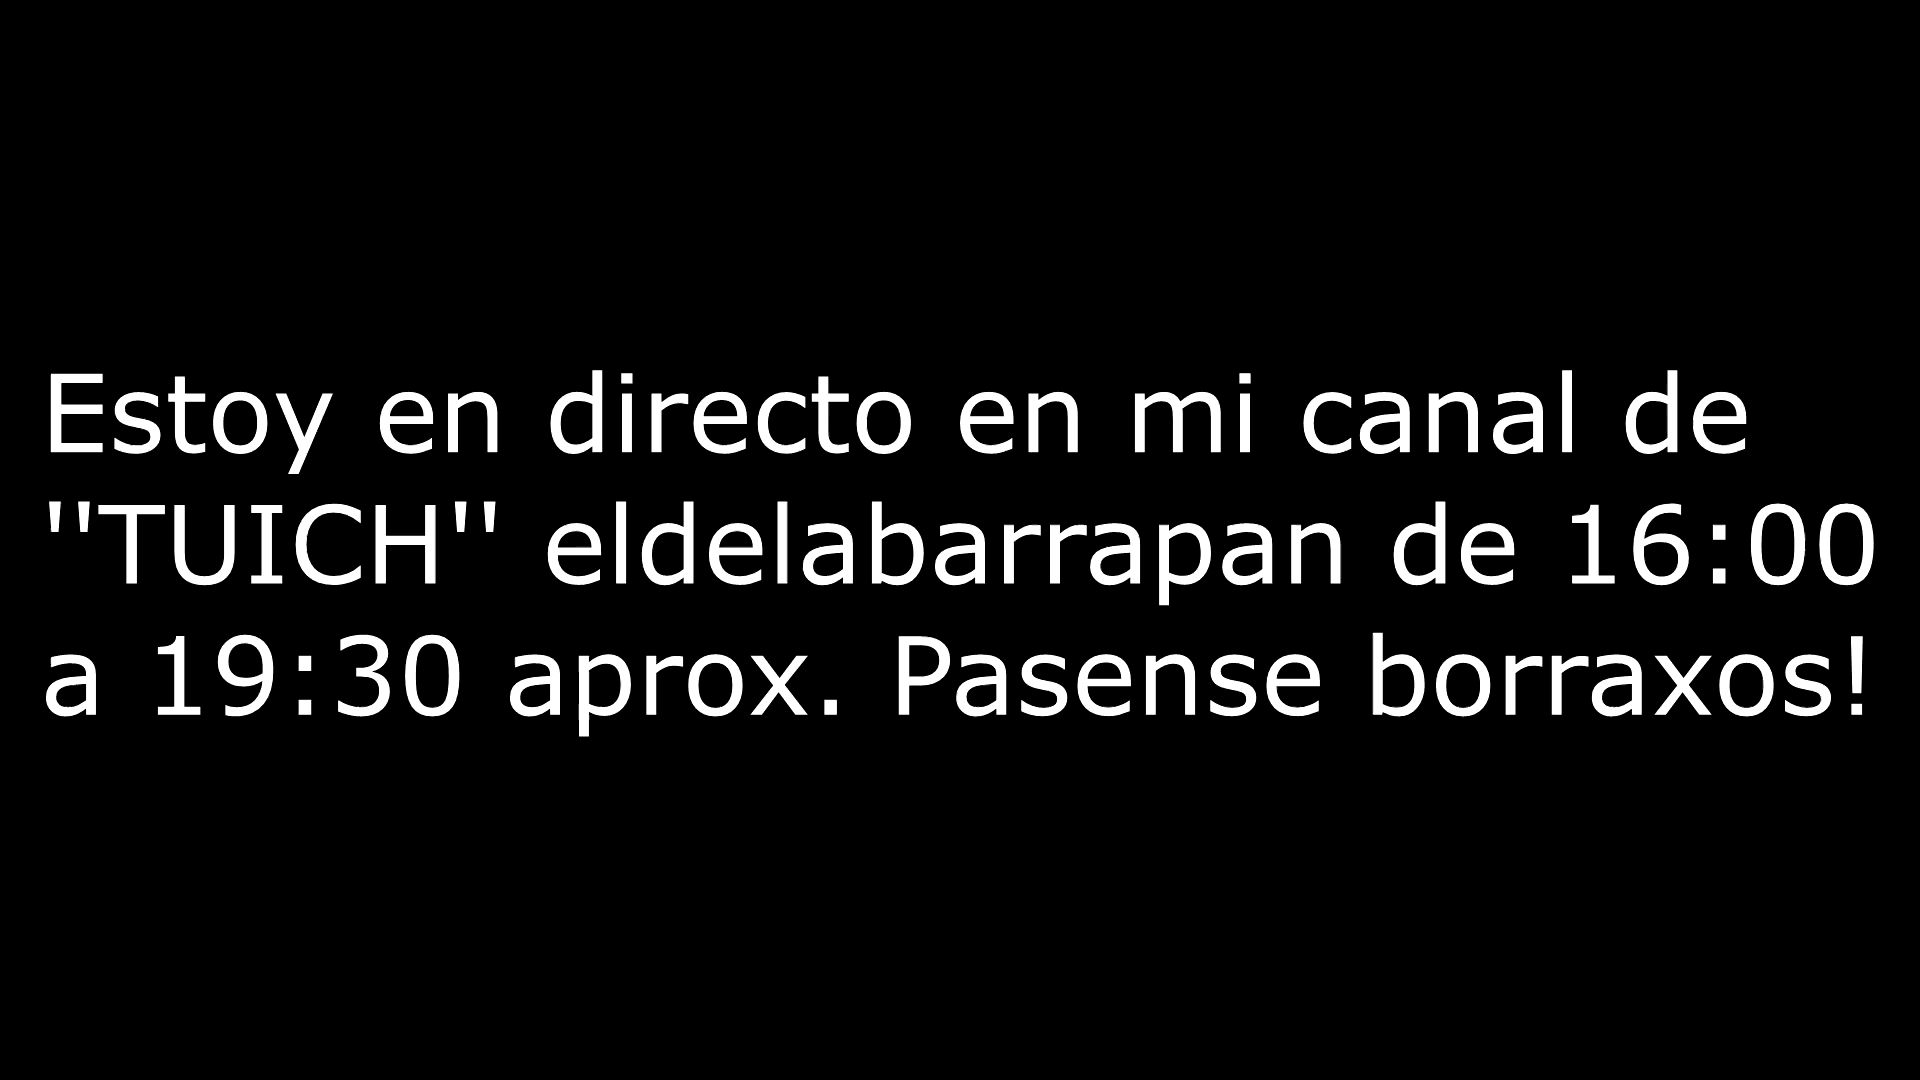 Estoy en directo en mi canal de
''TUICH'' eldelabarrapan de 16:00
a 19:30 aprox. Pasense borraxos!